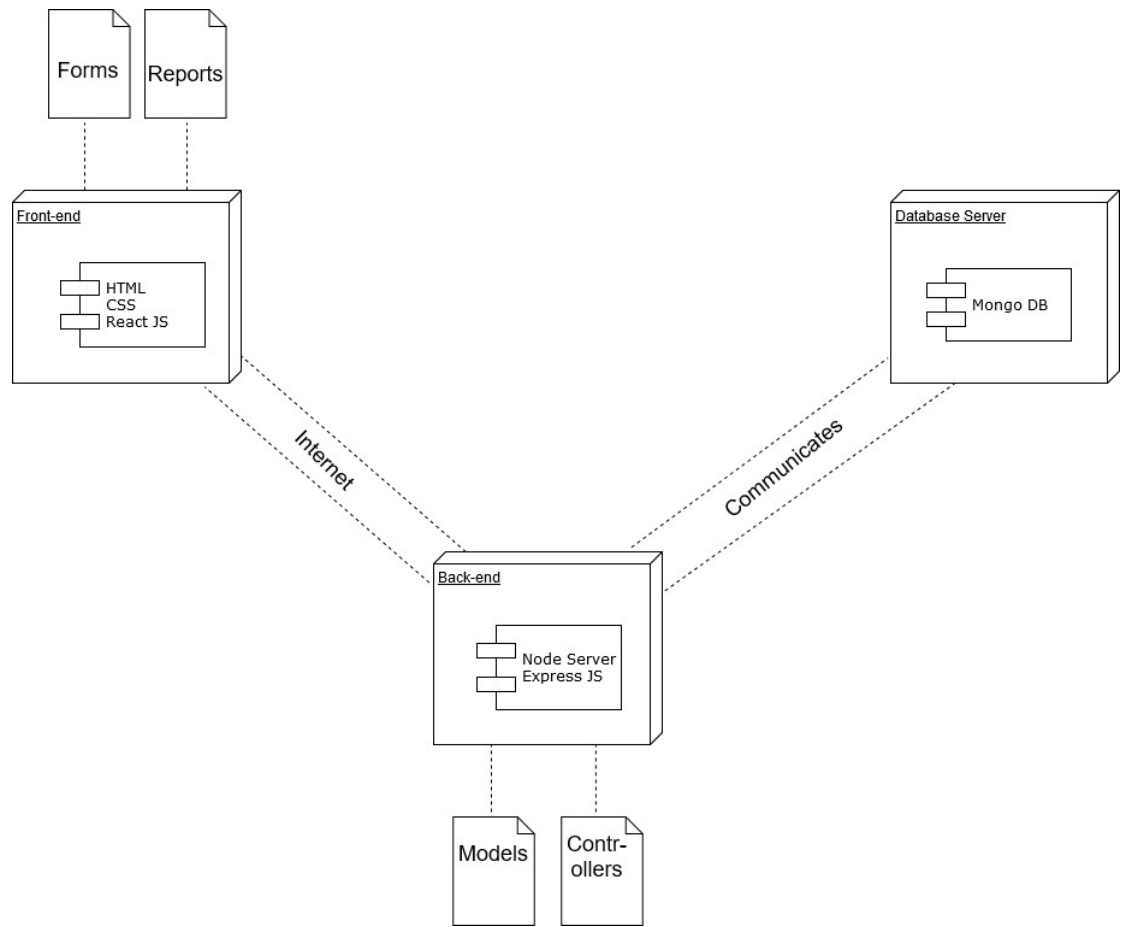 Forms
Reports
Front-end
HTML
CSS
React JS
Database Server
Mongo DB
Internet
Communicates
Back-end
Node Server
Express JS
Models
Contr-
ollers